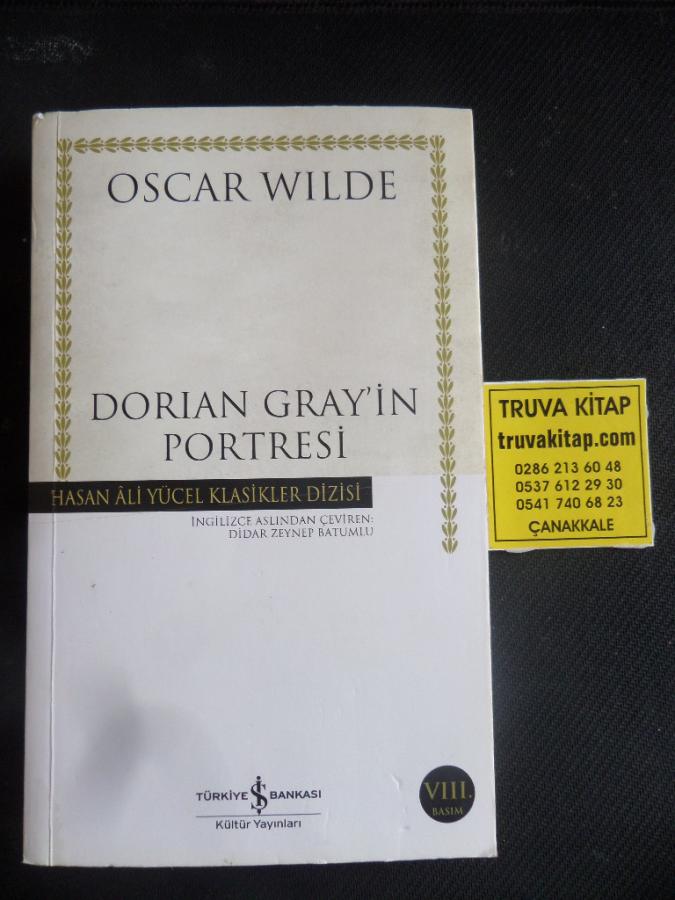 OSCAR WILDE
DORIAN GRAY'İN
PORTRESİ
HASAN ÂLİ YÜCEL KLASİKLER DİZİSİ
İNGİLİZCE ASLINDAN ÇEVİREN:
DİDAR ZEYNEP BATUMLU
TÜRKİYE İŞ BANKASI
Kültür Yayınları
VIII.
BASIM
TRUVA KİTAP
truvakitap.com
0286 213 60 48
0537 612 29 30
0541 740 68 23
ÇANAKKALE